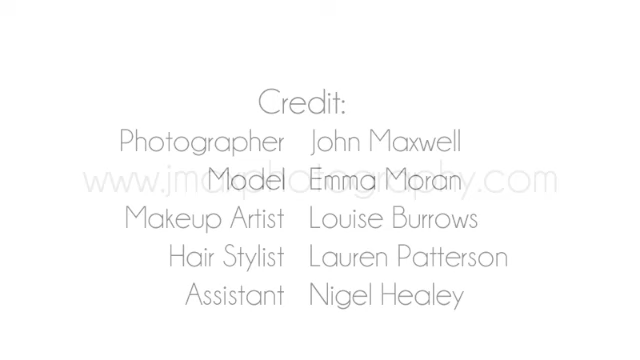 Credit:
Photographer John Maxwell
Model Emma Moran
Makeup Artist Louise Burrows
Hair Stylist Lauren Patterson
Assistant Nigel Healey